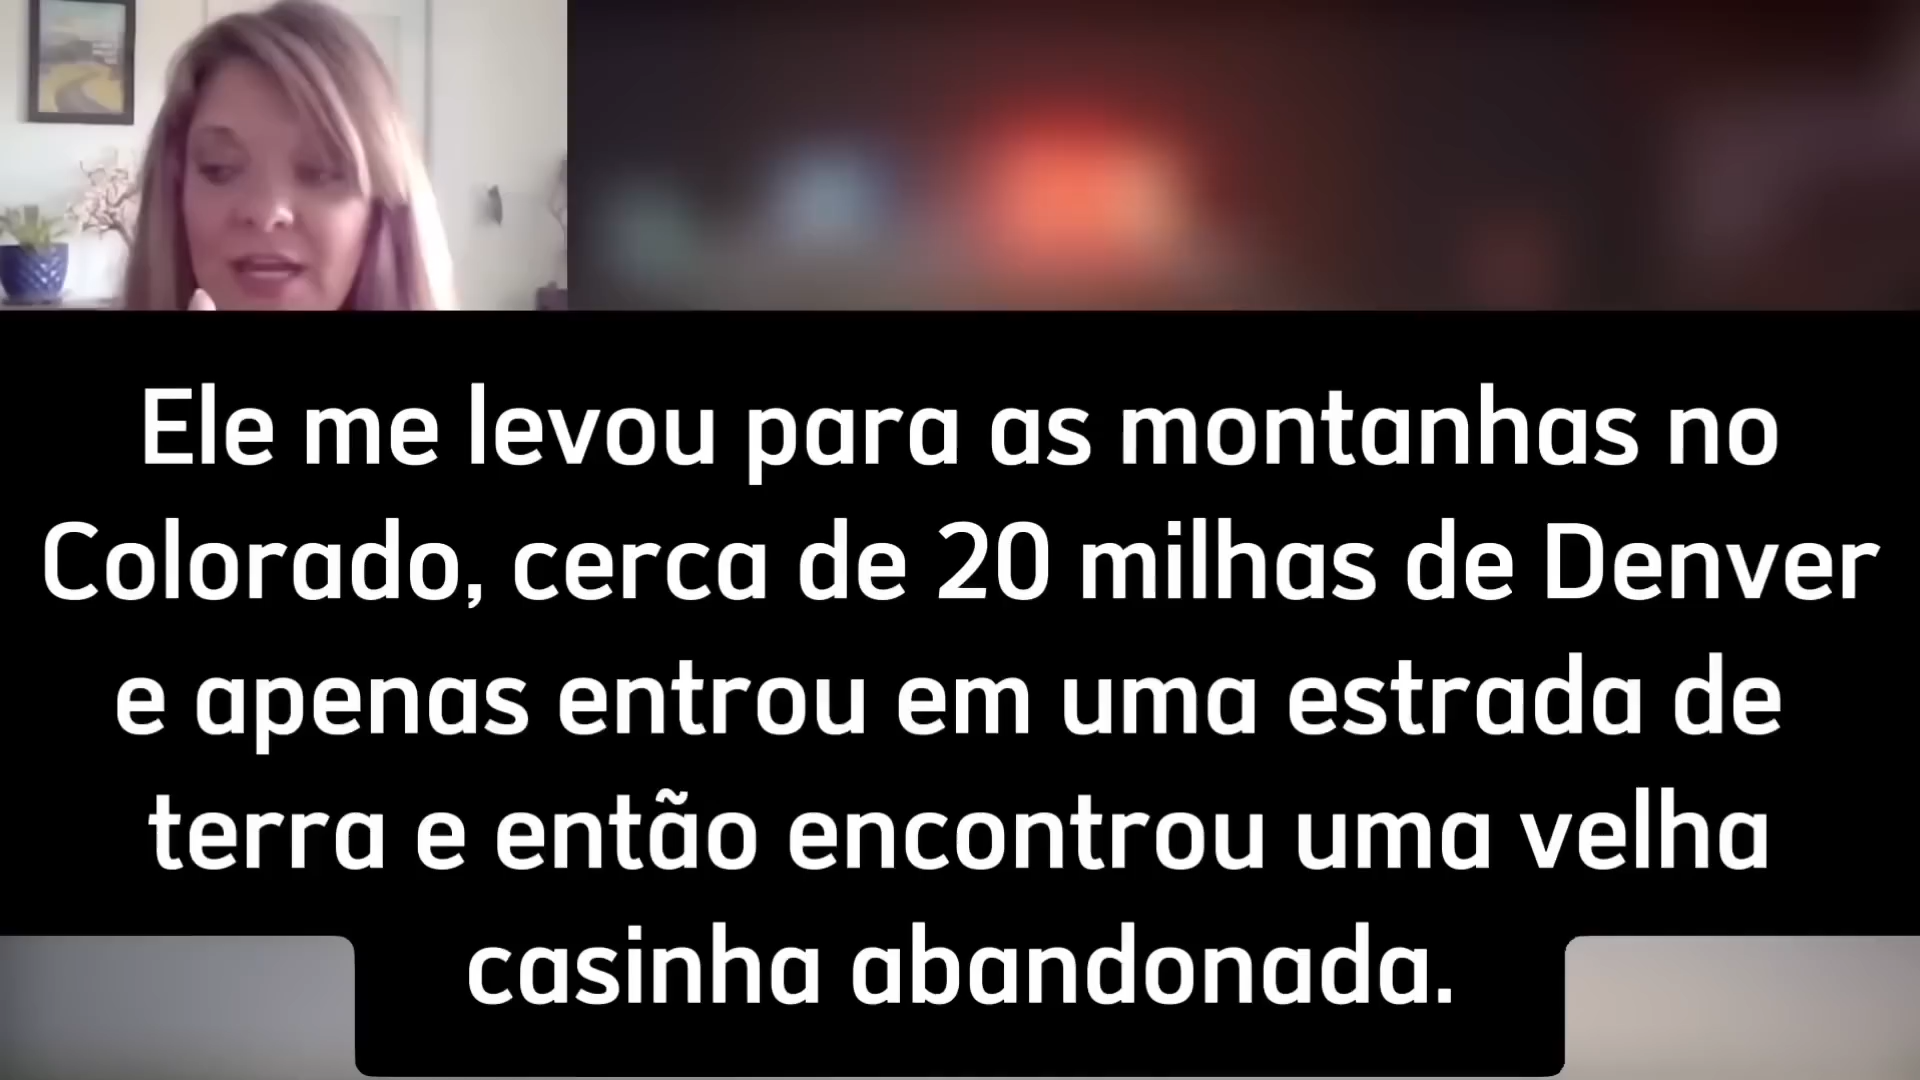 Ele me levou para as montanhas no
Colorado, cerca de 20 milhas de Denver
e apenas entrou em uma estrada de
terra e então encontrou uma velha
casinha abandonada.